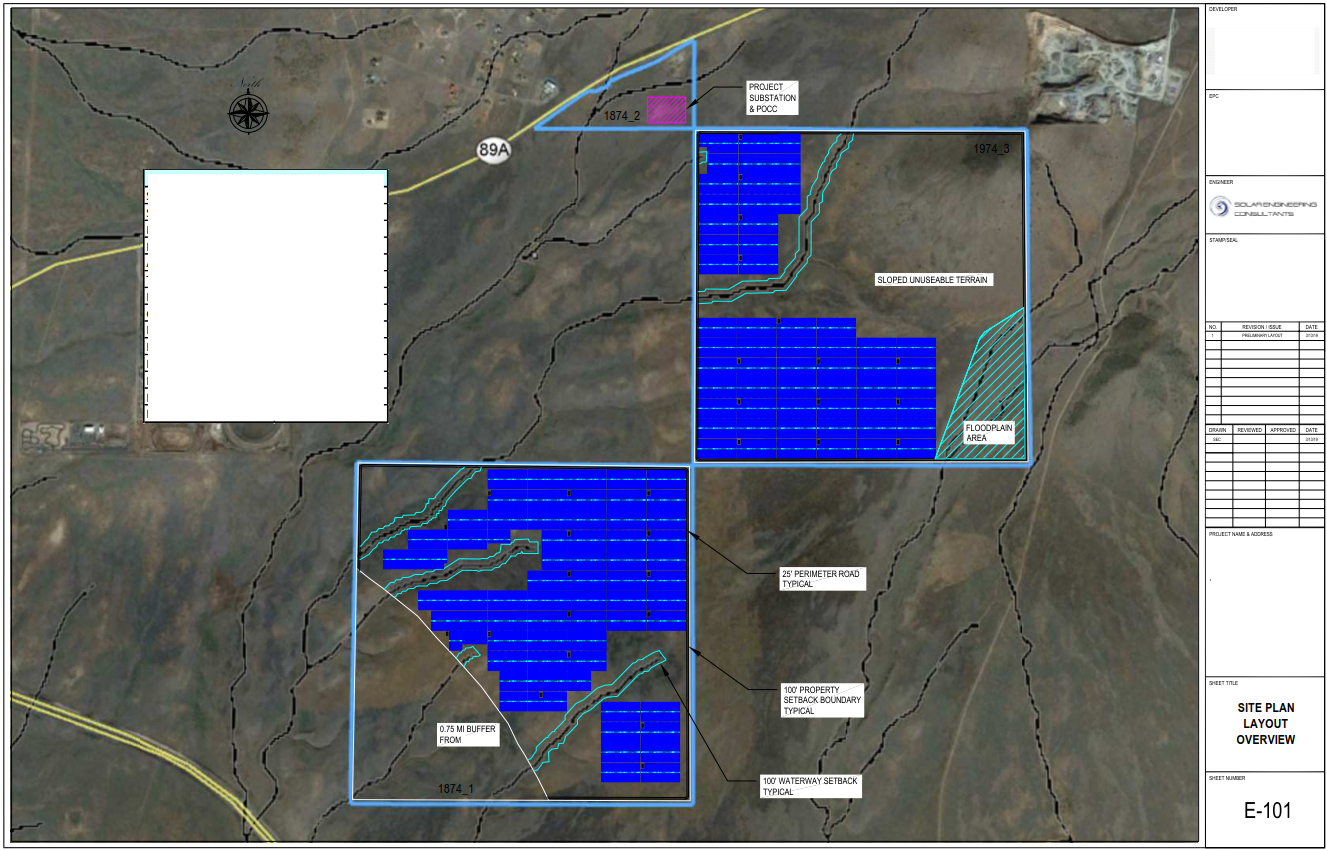 North
89A
1874_2
PROJECT
SUBSTATION
& POCC
1974_3
SLOPED UNUSEABLE TERRAIN
FLOODPLAIN
AREA
25' PERIMETER ROAD
TYPICAL
100' PROPERTY
SETBACK BOUNDARY
TYPICAL
0.75 MI BUFFER
FROM
1874_1
100' WATERWAY SETBACK
TYPICAL
DEVELOPER
EPC
ENGINEER
SOLAR ENGINEERING
CONSULTANTS
STAMP/SEAL
NO. REVISION / ISSUE DATE
1 PRELIMINARY LAYOUT
DRAWN REVIEWED APPROVED DATE
SEC
PROJECT NAME & ADDRESS
SHEET TITLE
SITE PLAN
LAYOUT
OVERVIEW
SHEET NUMBER
E-101